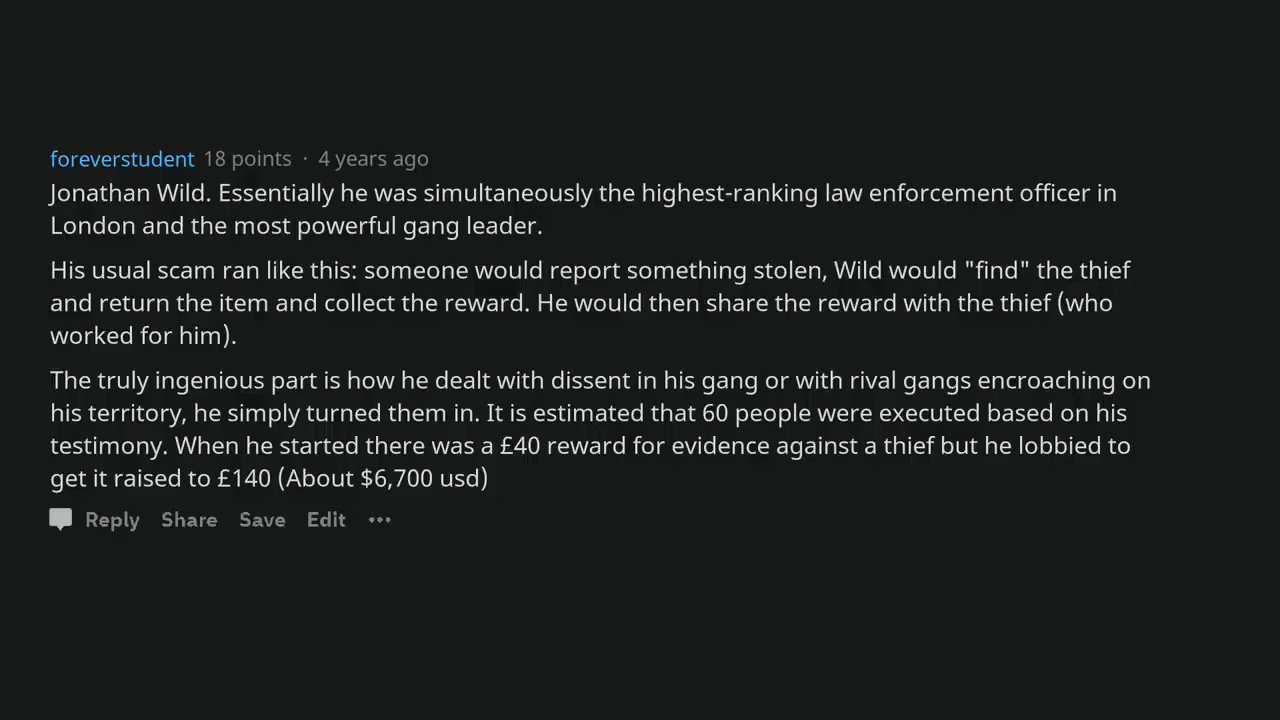 foreverstudent 18 points · 4 years ago
Jonathan Wild. Essentially he was simultaneously the highest-ranking law enforcement officer in
London and the most powerful gang leader.
His usual scam ran like this: someone would report something stolen, Wild would "find" the thief
and return the item and collect the reward. He would then share the reward with the thief (who
worked for him).
The truly ingenious part is how he dealt with dissent in his gang or with rival gangs encroaching on
his territory, he simply turned them in. It is estimated that 60 people were executed based on his
testimony. When he started there was a £40 reward for evidence against a thief but he lobbied to
get it raised to £140 (About $6,700 usd)
Reply Share Save Edit •••